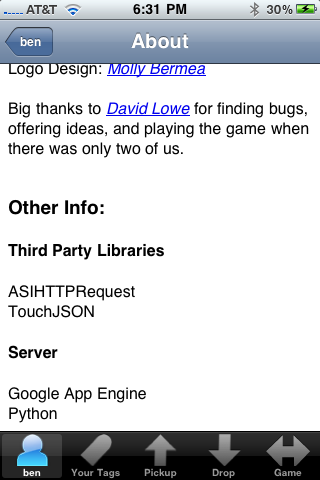 AT&T 6:31 PM 30%
ben About
Logo Design: Molly Bermea
Big thanks to David Lowe for finding bugs,
offering ideas, and playing the game when
there was only two of us.
Other Info:
Third Party Libraries
ASIHTTPRequest
TouchJSON
Server
Google App Engine
Python
ben Your Tags Pickup Drop Game